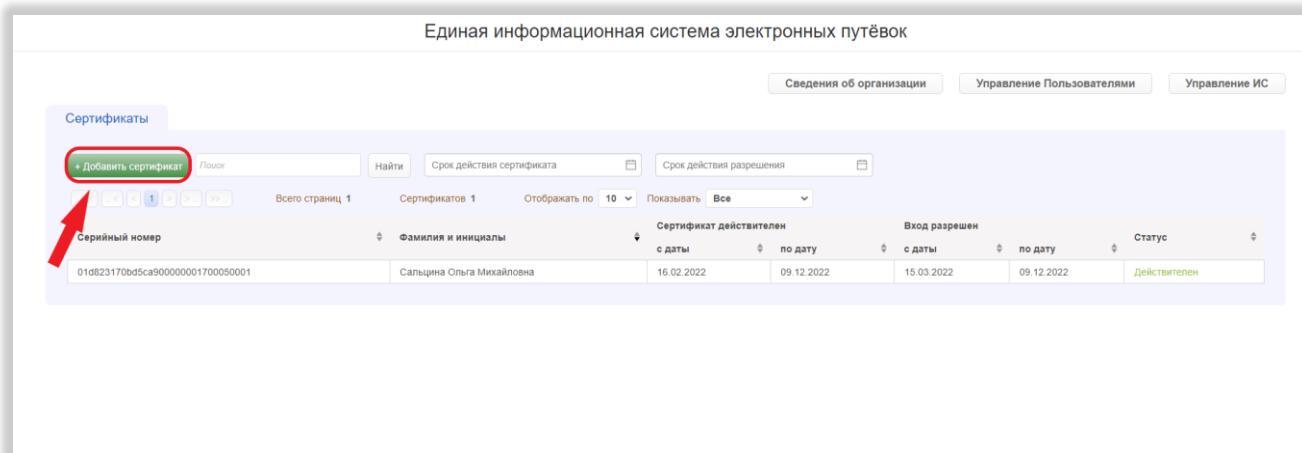 Единая информационная система электронных путёвок
Сведения об организации Управление Пользователями Управление ИС
Сертификаты
+ Добавить сертификат Поиск Найти Срок действия сертификата Срок действия разрешения
< 1 > >> Всего страниц 1 Сертификатов 1 Отображать по 10 Показывать Все
Сертификат действителен Вход разрешен
Серийный номер Фамилия и инициалы Статус
с даты по дату с даты по дату
01d823170bd5ca900000001700050001 Сальцина Ольга Михайловна 16.02.2022 09.12.2022 15.03.2022 09.12.2022 Действителен